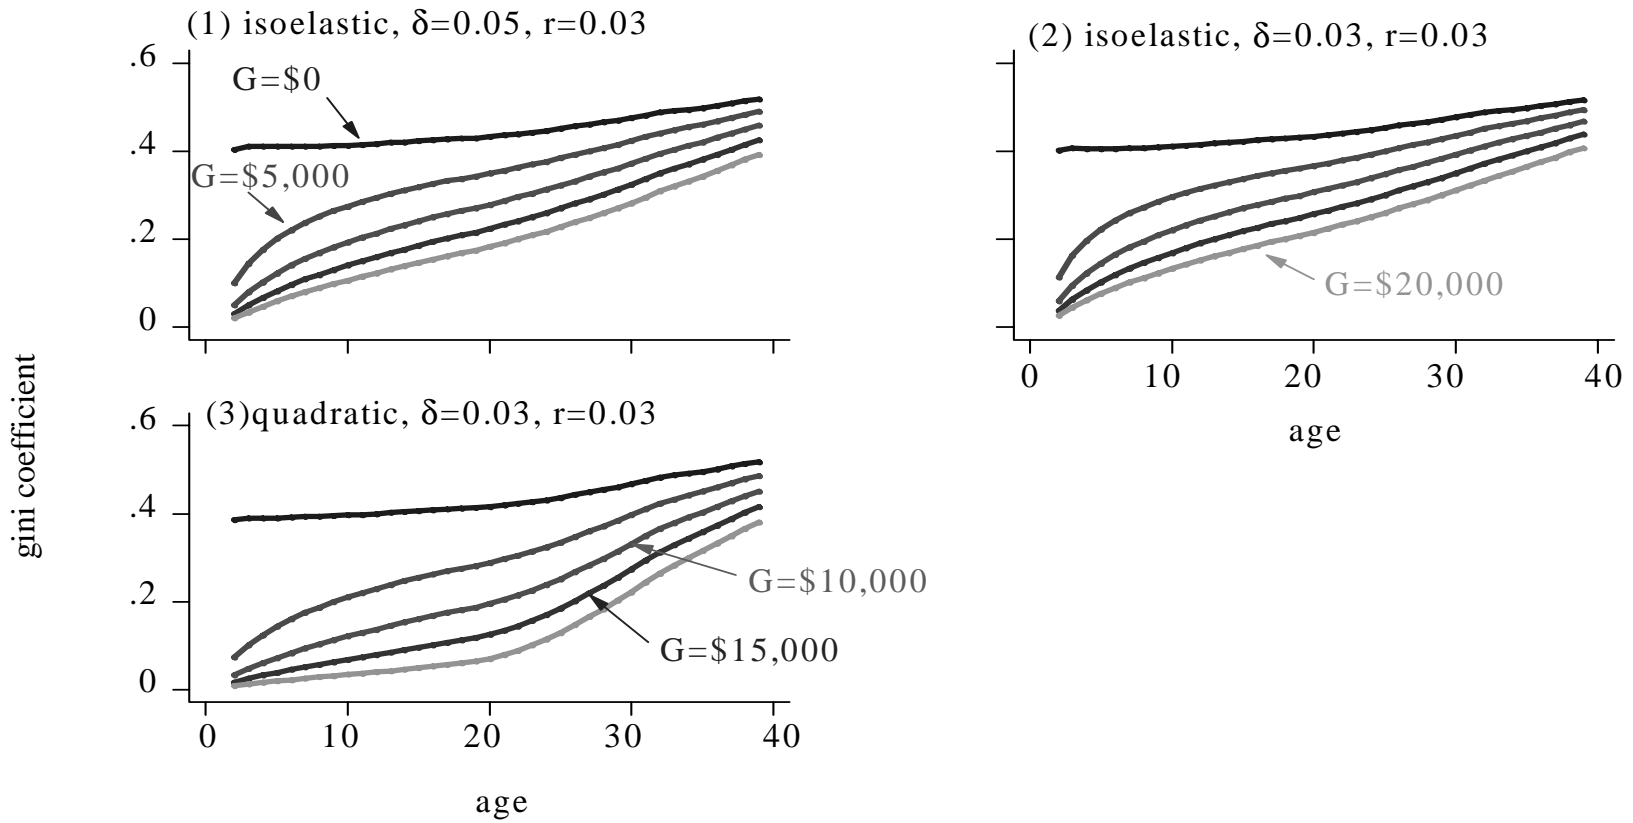 (1) isoelastic, δ=0.05, r=0.03
.6
G=$0
.4
G=$5,000
.2
0
(2) isoelastic, δ=0.03, r=0.03
G=$20,000
0 10 20 30 40
age
gini coefficient
(3)quadratic, δ=0.03, r=0.03
.6
.4
G=$10,000
.2
G=$15,000
0
0 10 20 30 40
age